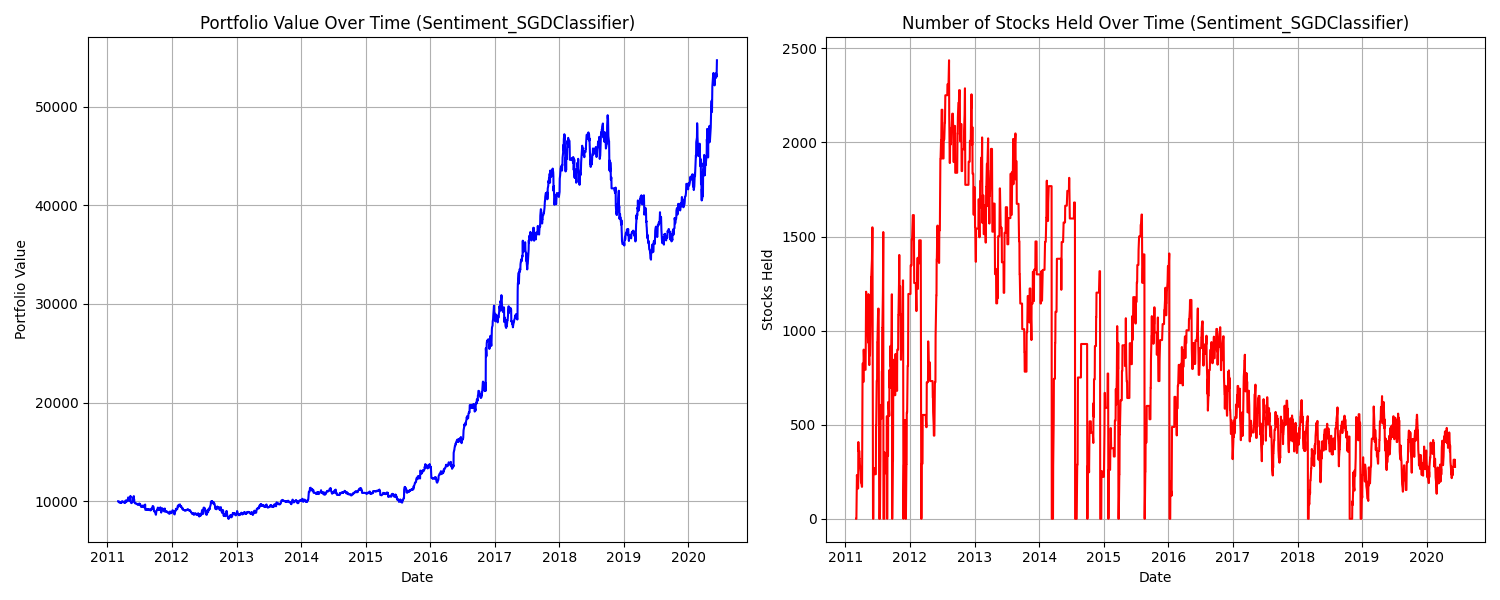 Portfolio Value Over Time (Sentiment_SGDClassifier)
Portfolio Value
50000
40000
30000
20000
10000
2011 2012 2013 2014 2015 2016 2017 2018 2019 2020
Date
Number of Stocks Held Over Time (Sentiment_SGDClassifier)
Stocks Held
2500
2000
1500
1000
500
0
2011 2012 2013 2014 2015 2016 2017 2018 2019 2020
Date